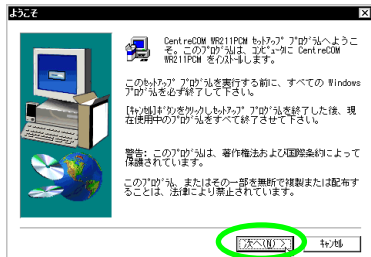 ようこそ
CentreCOM WR211PCM ｾｯﾄｱｯﾌﾟ ﾌﾟﾛｸﾞﾗﾑへようこ
そ。このﾌﾟﾛｸﾞﾗﾑは、ｺﾝﾋﾟｭｰﾀに CentreCOM
WR211PCM をｲﾝｽﾄｰﾙします。
このｾｯﾄｱｯﾌﾟ ﾌﾟﾛｸﾞﾗﾑを実行する前に、すべての Windows
ﾌﾟﾛｸﾞﾗﾑを必ず終了して下さい。
[ｷｬﾝｾﾙ]ﾎﾞﾀﾝをｸﾘｯｸしｾｯﾄｱｯﾌﾟ ﾌﾟﾛｸﾞﾗﾑを終了した後、現
在使用中のﾌﾟﾛｸﾞﾗﾑをすべて終了させて下さい。
警告: このﾌﾟﾛｸﾞﾗﾑは、著作権法および国際条約によって
保護されています。
このﾌﾟﾛｸﾞﾗﾑ、またはその一部を無断で複製または配布す
ることは、法律により禁止されています。
次へ(N) >
ｷｬﾝｾﾙ